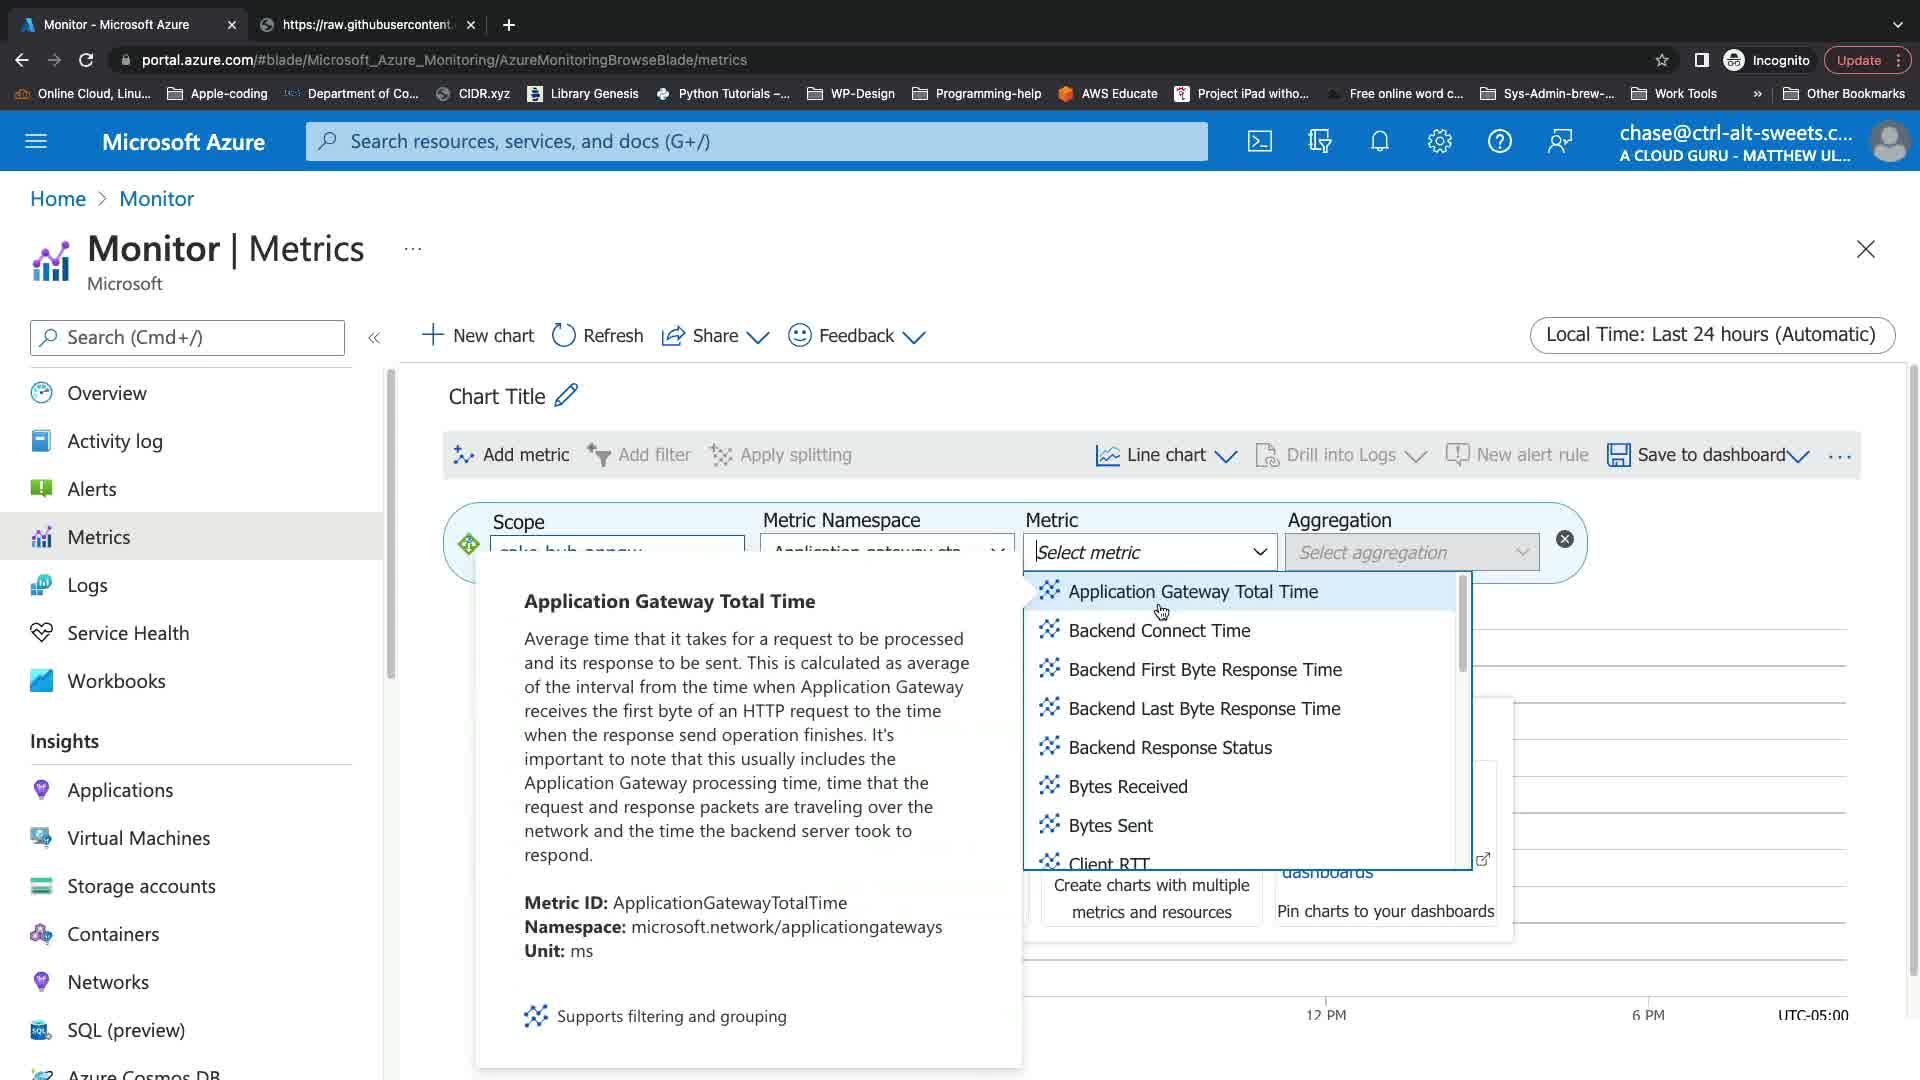 Monitor - Microsoft Azure
https://raw.githubusercontent.
portal.azure.com/#blade/Microsoft_Azure_Monitoring/AzureMonitoringBrowseBlade/metrics
Incognito
Update
Online Cloud, Linu...
Apple-coding
Department of Co...
CIDR.xyz
Library Genesis
Python Tutorials –...
WP-Design
Programming-help
AWS Educate
Project iPad witho...
Free online word c...
Sys-Admin-brew-...
Work Tools
»
Other Bookmarks
Microsoft Azure
Search resources, services, and docs (G+/)
chase@ctrl-alt-sweets.c...
A CLOUD GURU - MATTHEW UL...
Home > Monitor
Monitor | Metrics
...
Microsoft
Search (Cmd+/)
«
New chart
Refresh
Share
Feedback
Local Time: Last 24 hours (Automatic)
Overview
Activity log
Alerts
Metrics
Logs
Service Health
Workbooks
Insights
Applications
Virtual Machines
Storage accounts
Containers
Networks
SQL (preview)
Azure Cosmos DB
Chart Title
Add metric
Add filter
Apply splitting
Line chart
Drill into Logs
New alert rule
Save to dashboard
...
Scope
Metric Namespace
Application gateway sta...
Metric
Select metric
Aggregation
Select aggregation
Application Gateway Total Time
Average time that it takes for a request to be processed
and its response to be sent. This is calculated as average
of the interval from the time when Application Gateway
receives the first byte of an HTTP request to the time
when the response send operation finishes. It's
important to note that this usually includes the
Application Gateway processing time, time that the
request and response packets are traveling over the
network and the time the backend server took to
respond.
Metric ID: ApplicationGatewayTotalTime
Namespace: microsoft.network/applicationgateways
Unit: ms
Supports filtering and grouping
Application Gateway Total Time
Backend Connect Time
Backend First Byte Response Time
Backend Last Byte Response Time
Backend Response Status
Bytes Received
Bytes Sent
Client RTT
Create charts with multiple
metrics and resources
dashboards
Pin charts to your dashboards
12 PM
6 PM
UTC-05:00